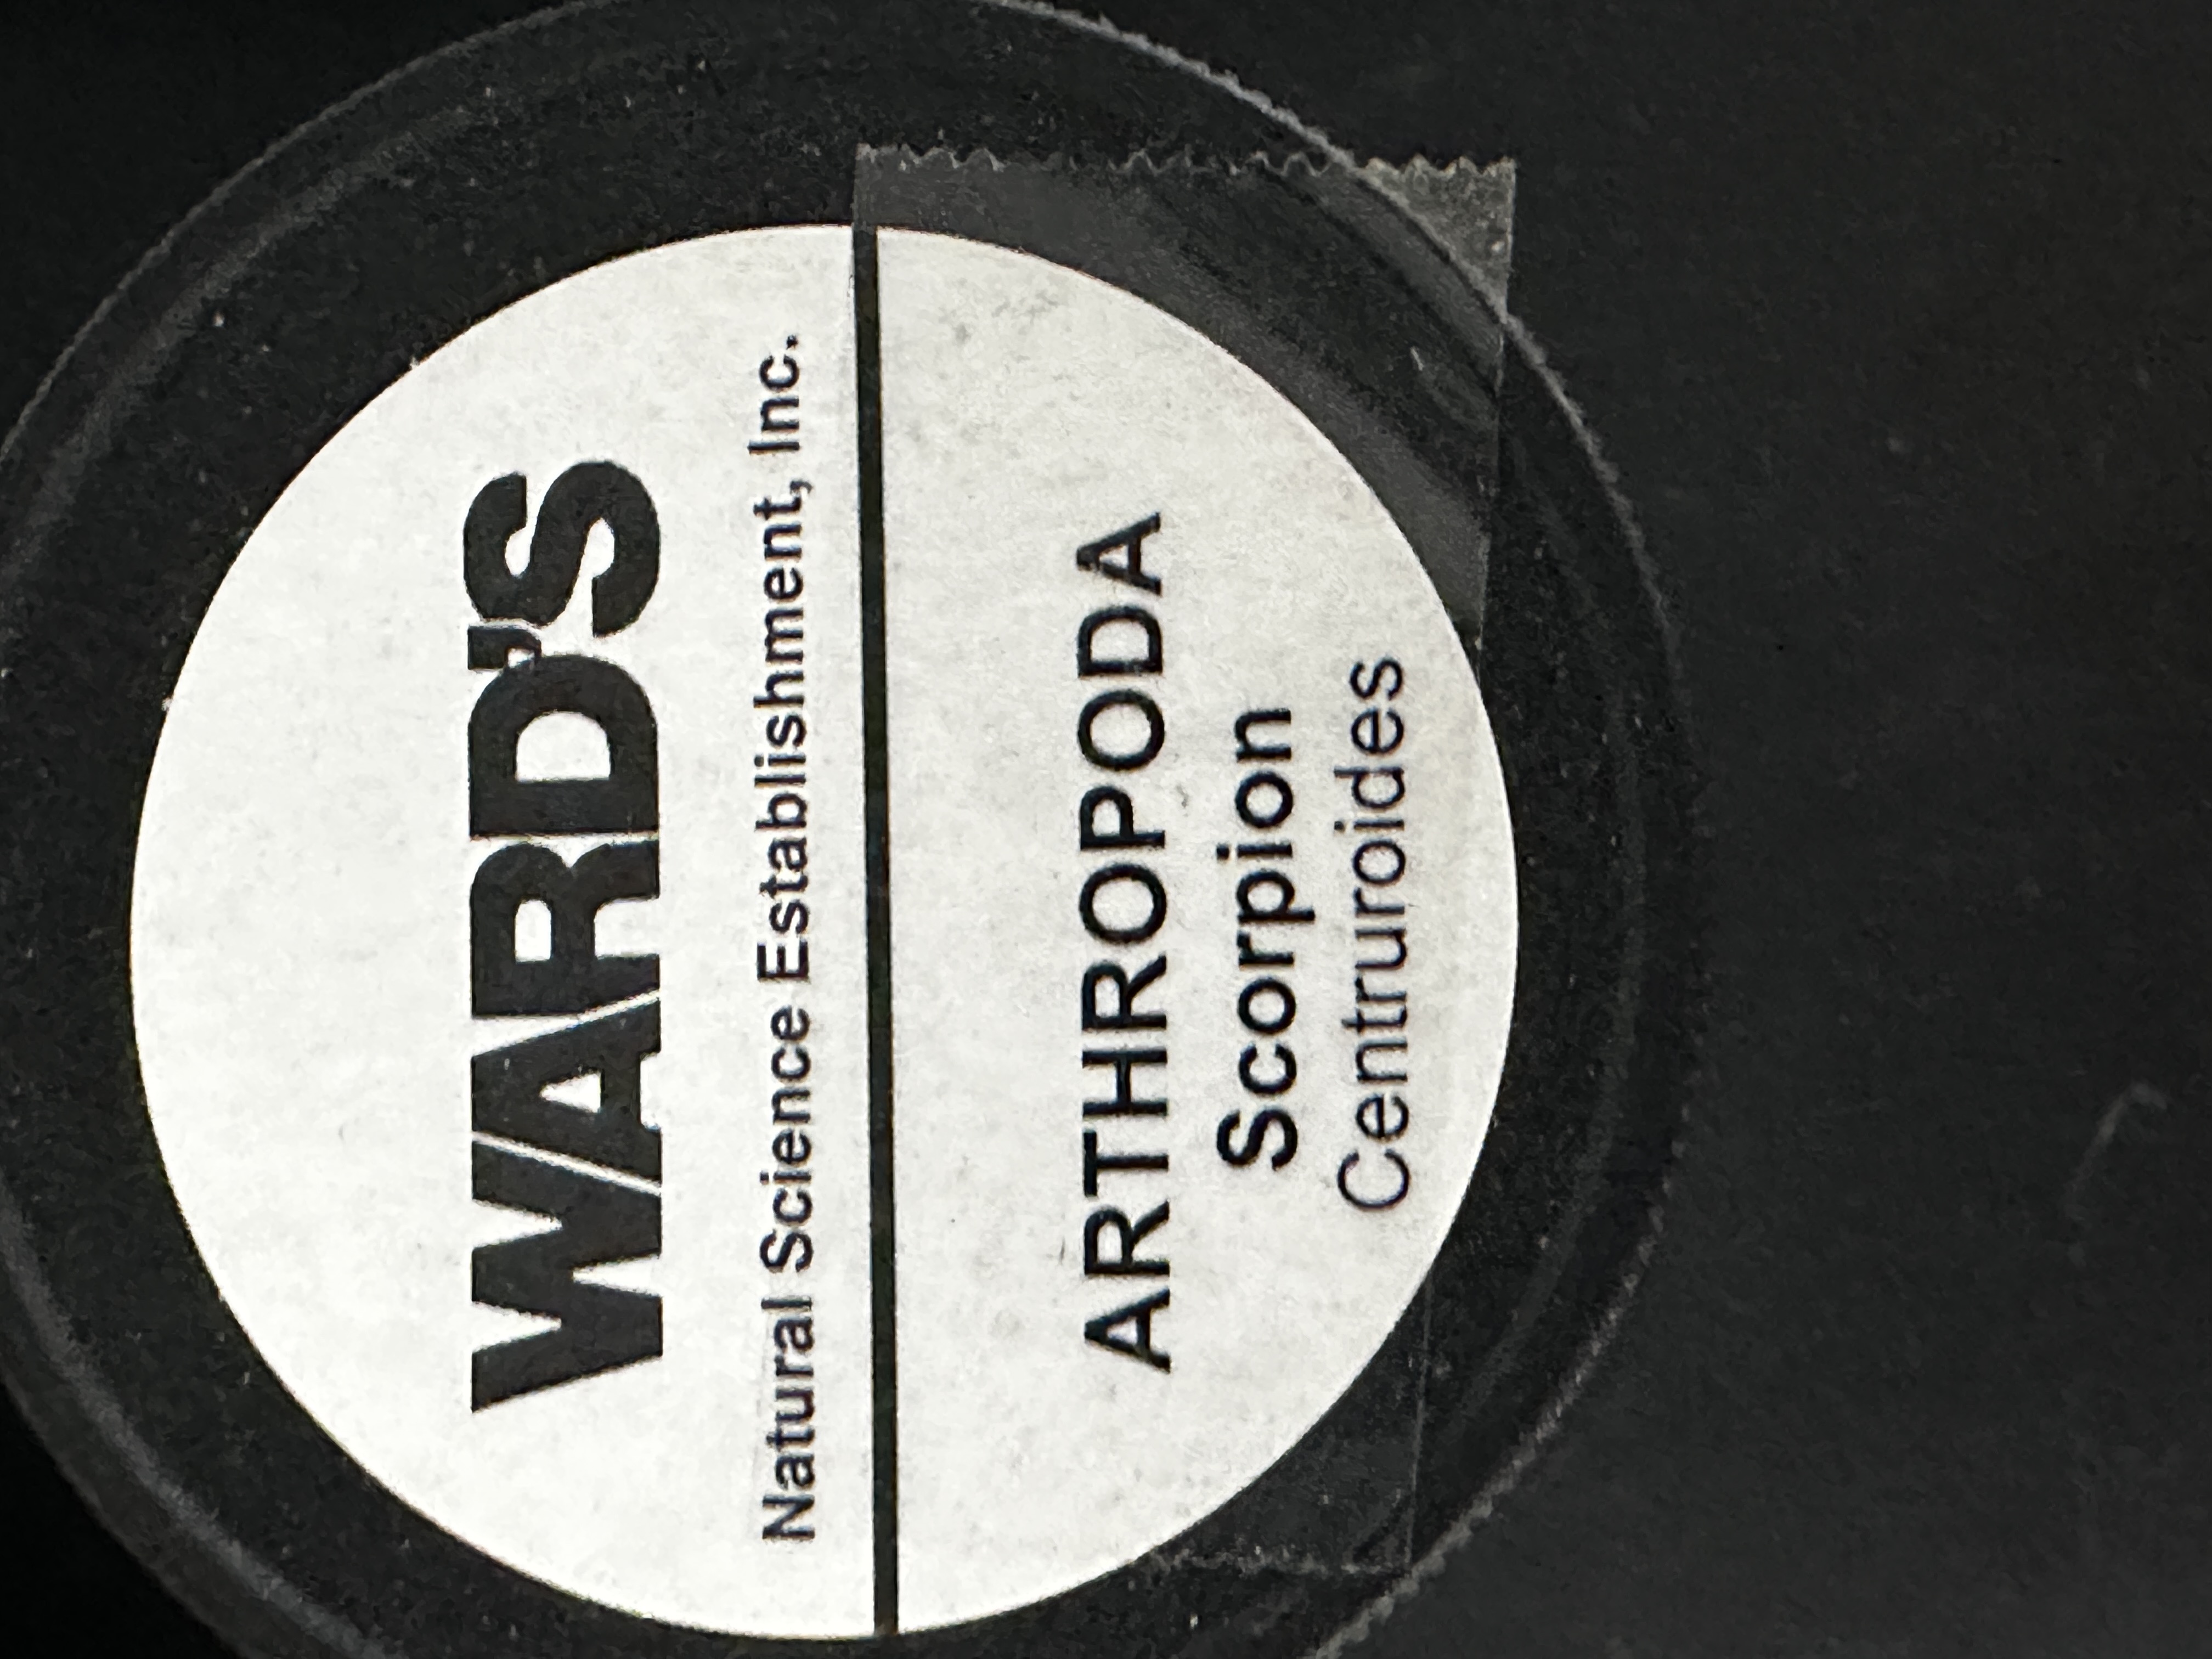 WARD'S
Natural Science Establishment, Inc.
ARTHROPODA
Scorpion
Centruroides